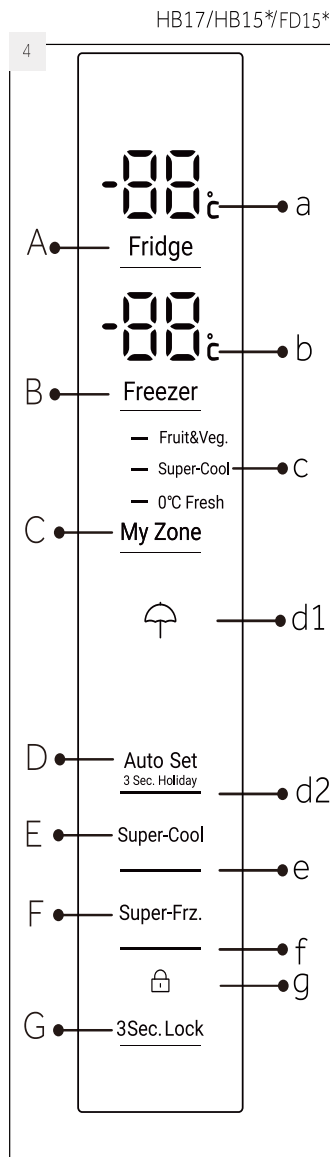 HB17/HB15*/FD15*
4
-88°c a
A Fridge
-88°c b
B Freezer
Fruit&Veg.
Super-Cool c
0°C Fresh
C My Zone
d1
D Auto Set
3 Sec. Holiday
d2
E Super-Cool
e
F Super-Frz.
f
g
G 3Sec. Lock